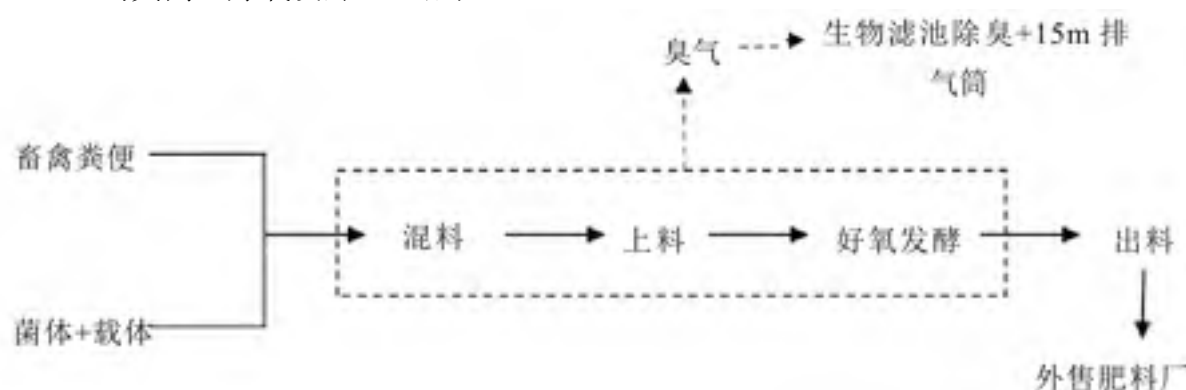 臭气
生物滤池除臭+15m 排
气筒
畜禽粪便
混料
上料
好氧发酵
出料
菌体+载体
外售肥料厂